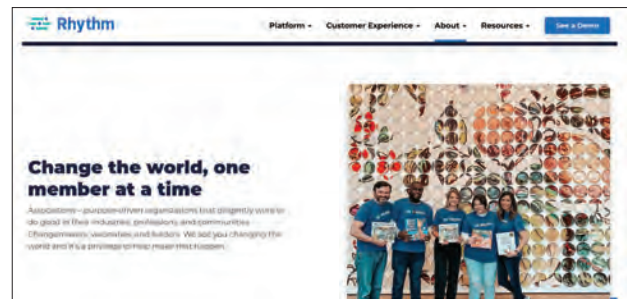 Rhythm
Platform
Customer Experience
About
Resources
See a Demo
Change the world, one
member at a time
Associations – purpose-driven organizations that diligently work to
do good in their industries, professions, and communities.
Changemakers, visionaries, and leaders. We see you changing the
world and it's a privilege to help make that happen.